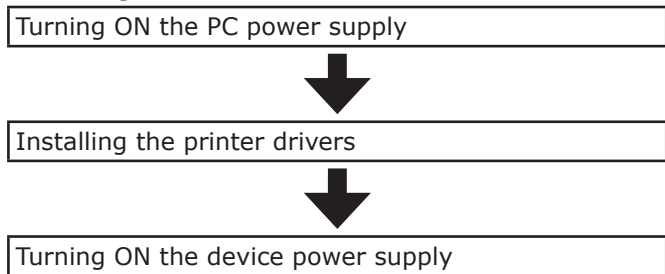 Turning ON the PC power supply
Installing the printer drivers
Turning ON the device power supply